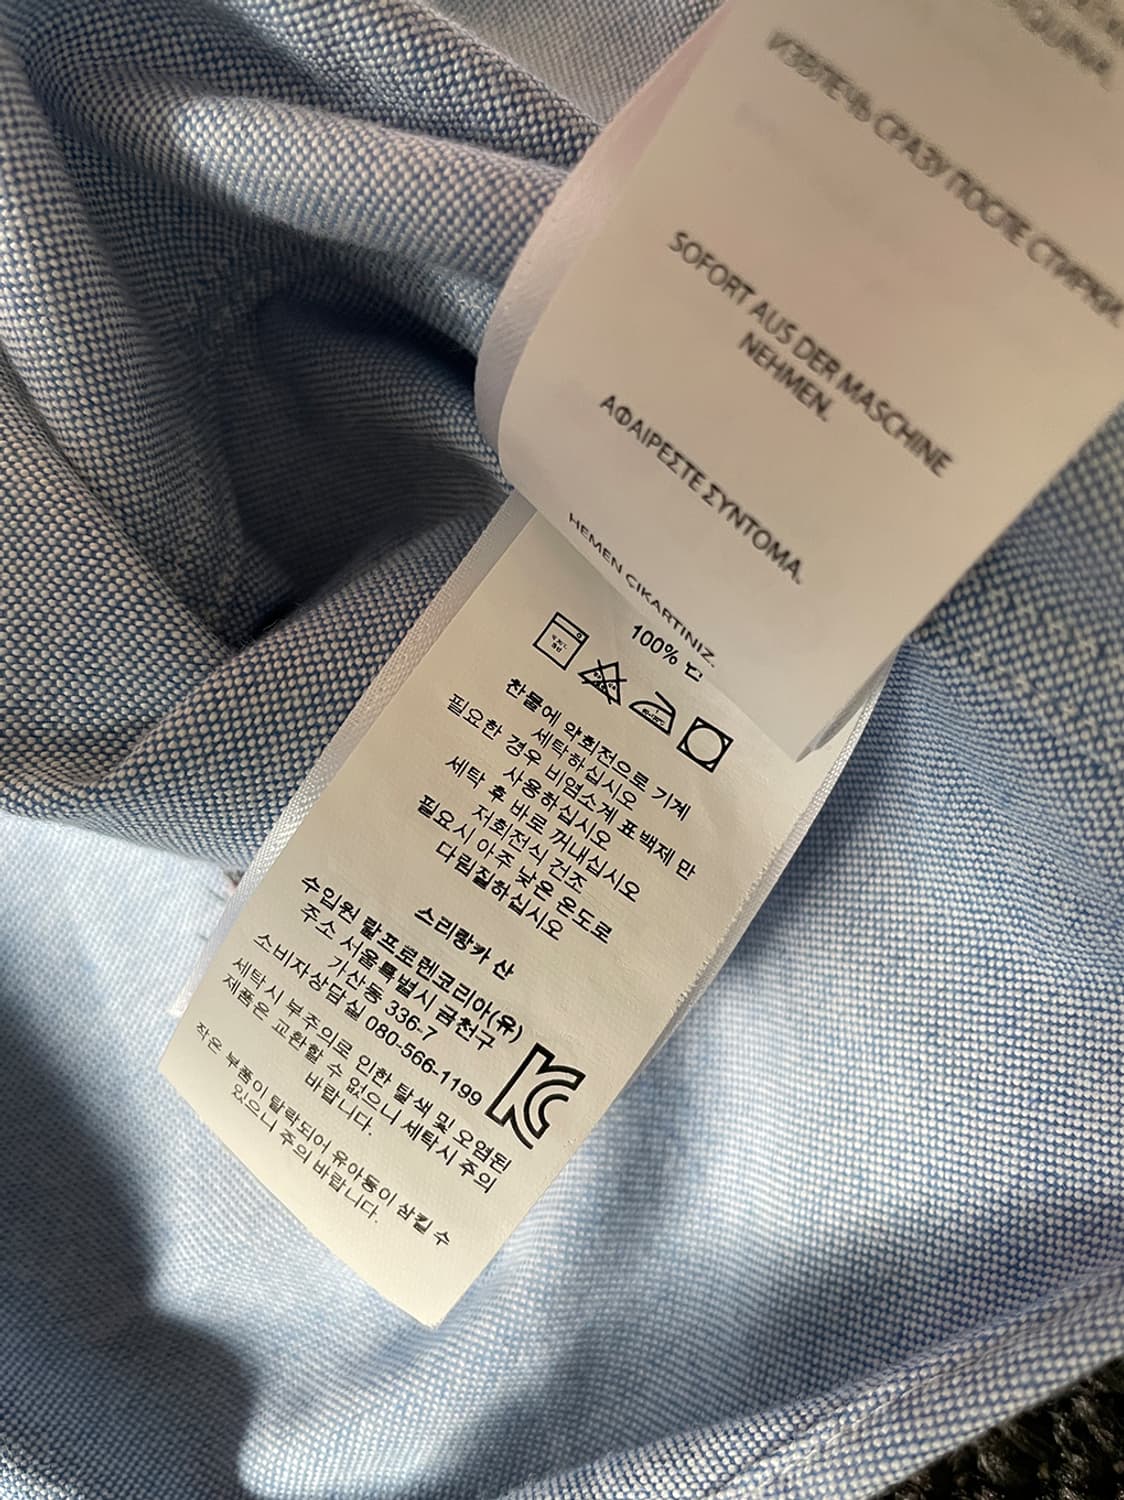 QUINA.
ИЗВЛЕЧЬ СРАЗУ ПОСЛЕ СТИРКИ.
SOFORT AUS DER MASCHINE
NEHMEN.
ΑΦΑΙΡΕΣΤΕ ΣΥΝΤΟΜΑ.
HEMEN ÇIKARTINIZ.
100%
찬물에 약회전으로 기계
세탁하십시오
필요한 경우 비염소계 표백제 만
사용하십시오
세탁 후 바로 꺼내십시오
저회전식 건조
필요시 아주 낮은 온도로
다림질하십시오
스리랑카 산
수입원 랄프로렌코리아(유)
주소 서울특별시 금천구
가산동 336-7
소비자상담실 080-566-1199
세탁시 부주의로 인한 탈색 및 오염된
제품은 교환할 수 없으니 세탁시 주의
바랍니다.
작은 부품이 탈락되어 유아동이 삼킬 수
있으니 주의 바랍니다.